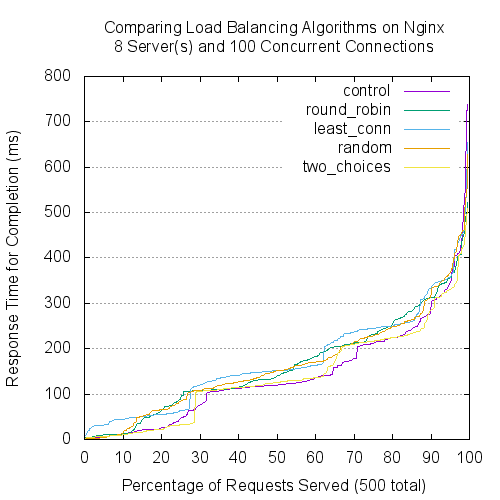 Comparing Load Balancing Algorithms on Nginx
8 Server(s) and 100 Concurrent Connections
800
700
600
500
400
300
200
100
0
Response Time for Completion (ms)
control
round_robin
least_conn
random
two_choices
0 10 20 30 40 50 60 70 80 90 100
Percentage of Requests Served (500 total)